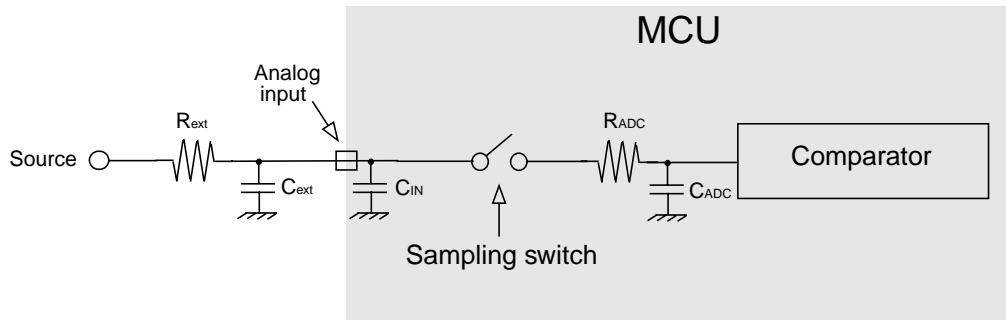 MCU
Analog
input
Rext
RADC
Source
Comparator
Cext
CIN
CADC
Sampling switch